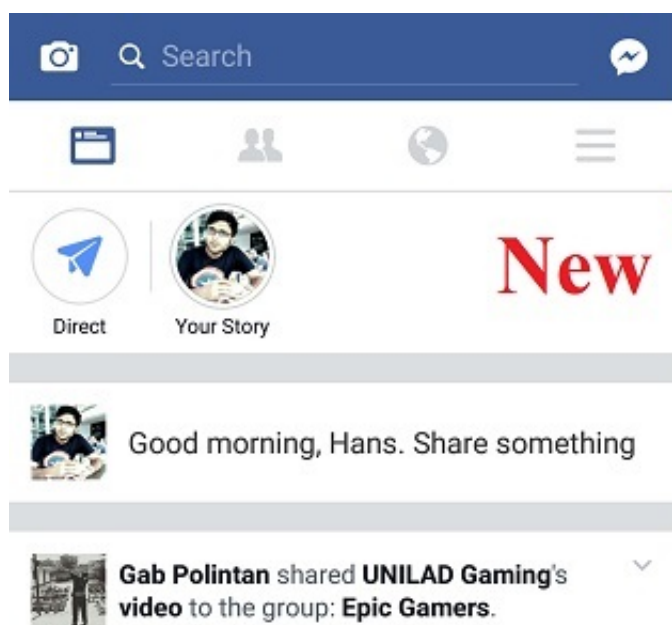 Search
New
Direct
Your Story
Good morning, Hans. Share something
Gab Polintan shared UNILAD Gaming's
video to the group: Epic Gamers.